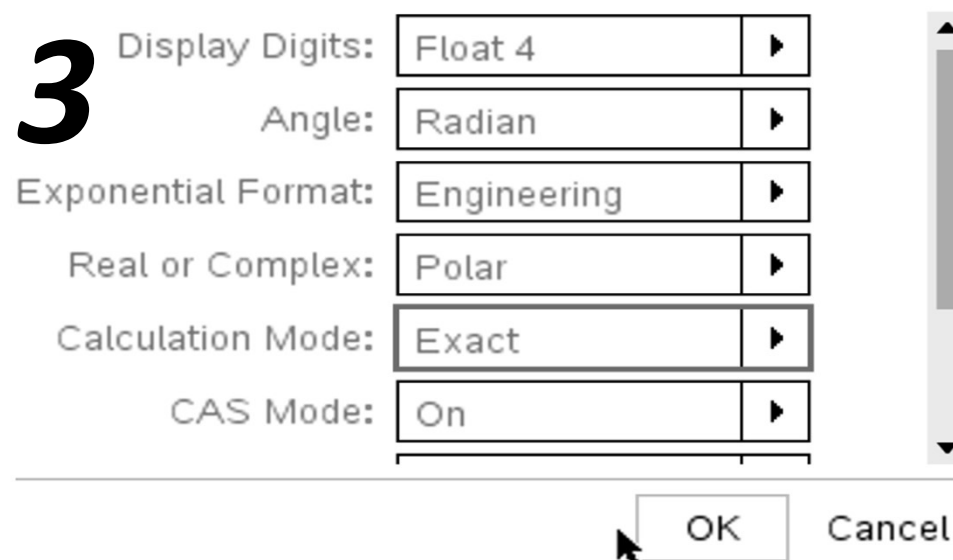 3
Display Digits: Float 4
Angle: Radian
Exponential Format: Engineering
Real or Complex: Polar
Calculation Mode: Exact
CAS Mode: On
OK Cancel